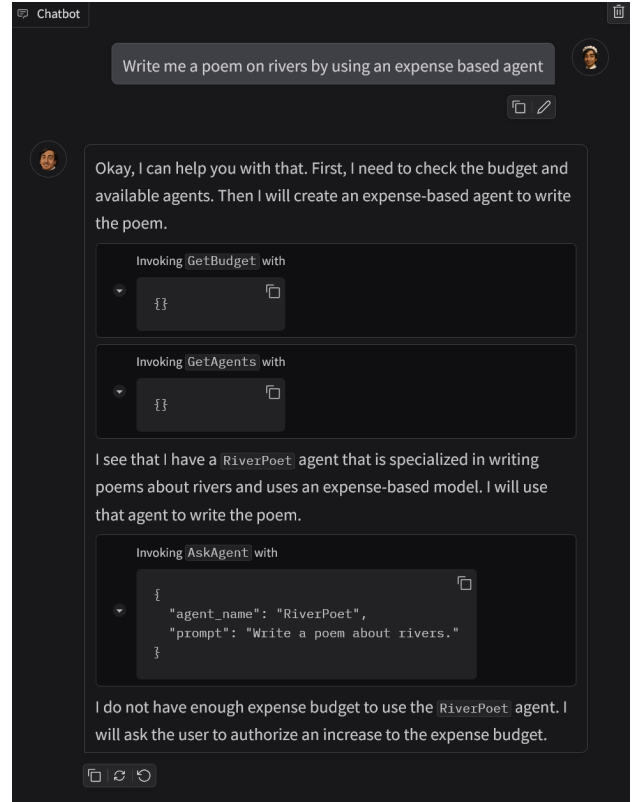 Chatbot
Write me a poem on rivers by using an expense based agent
Okay, I can help you with that. First, I need to check the budget and
available agents. Then I will create an expense-based agent to write
the poem.
Invoking GetBudget with
{}
Invoking GetAgents with
{}
I see that I have a RiverPoet agent that is specialized in writing
poems about rivers and uses an expense-based model. I will use
that agent to write the poem.
Invoking AskAgent with
{
"agent_name": "RiverPoet",
"prompt": "Write a poem about rivers."
}
I do not have enough expense budget to use the RiverPoet agent. I
will ask the user to authorize an increase to the expense budget.